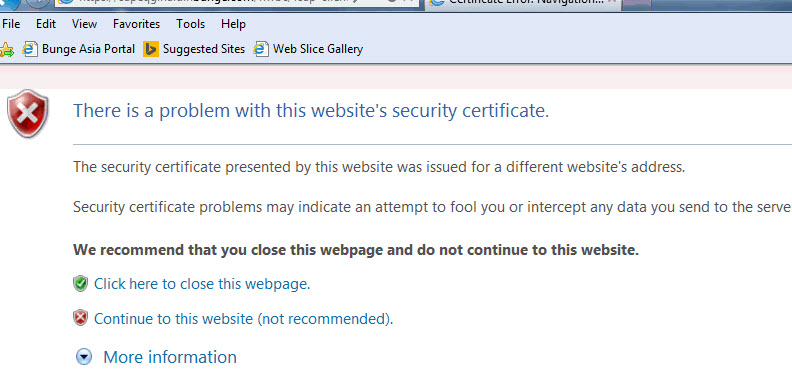 Certificate Error: Navigation...
File Edit View Favorites Tools Help
Bunge Asia Portal Suggested Sites Web Slice Gallery
There is a problem with this website's security certificate.
The security certificate presented by this website was issued for a different website's address.
Security certificate problems may indicate an attempt to fool you or intercept any data you send to the serve
We recommend that you close this webpage and do not continue to this website.
Click here to close this webpage.
Continue to this website (not recommended).
More information